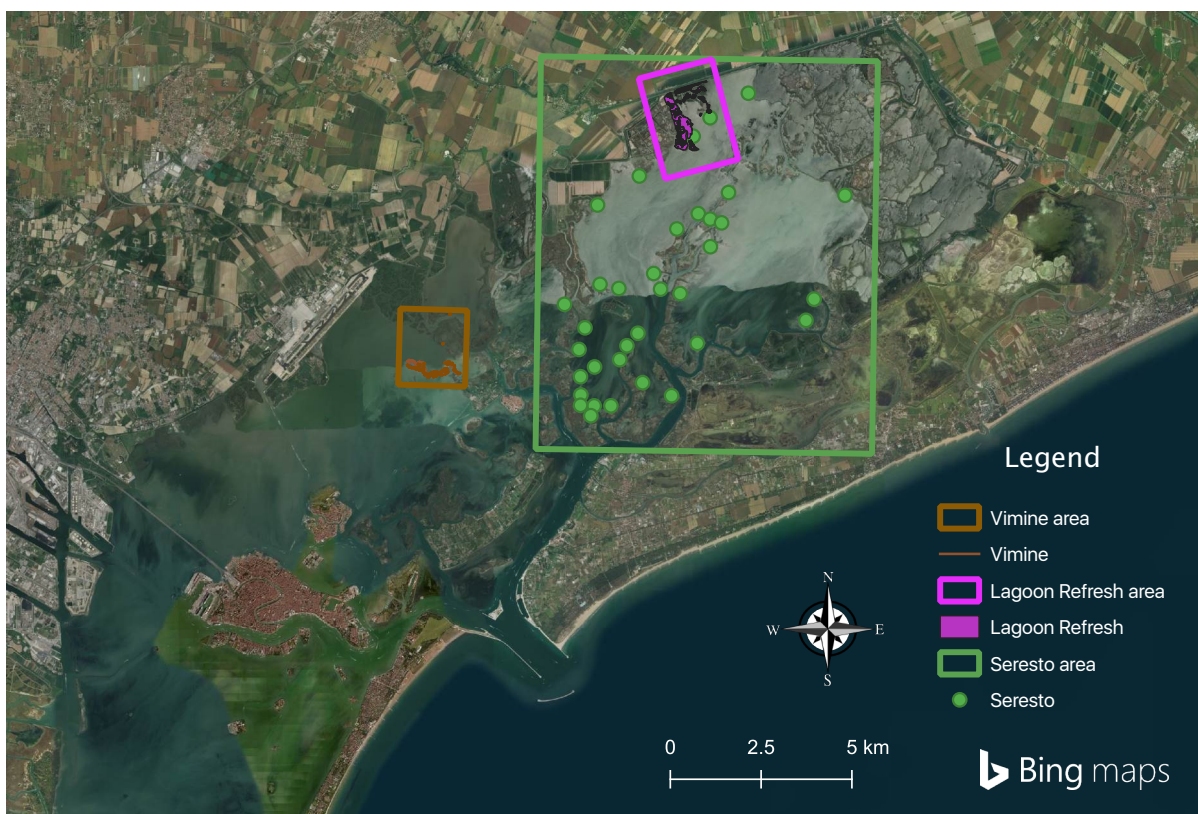 Legend
Vimine area
Vimine
Lagoon Refresh area
Lagoon Refresh
Seresto area
Seresto
N
W E
S
0 2.5 5 km
Bing maps